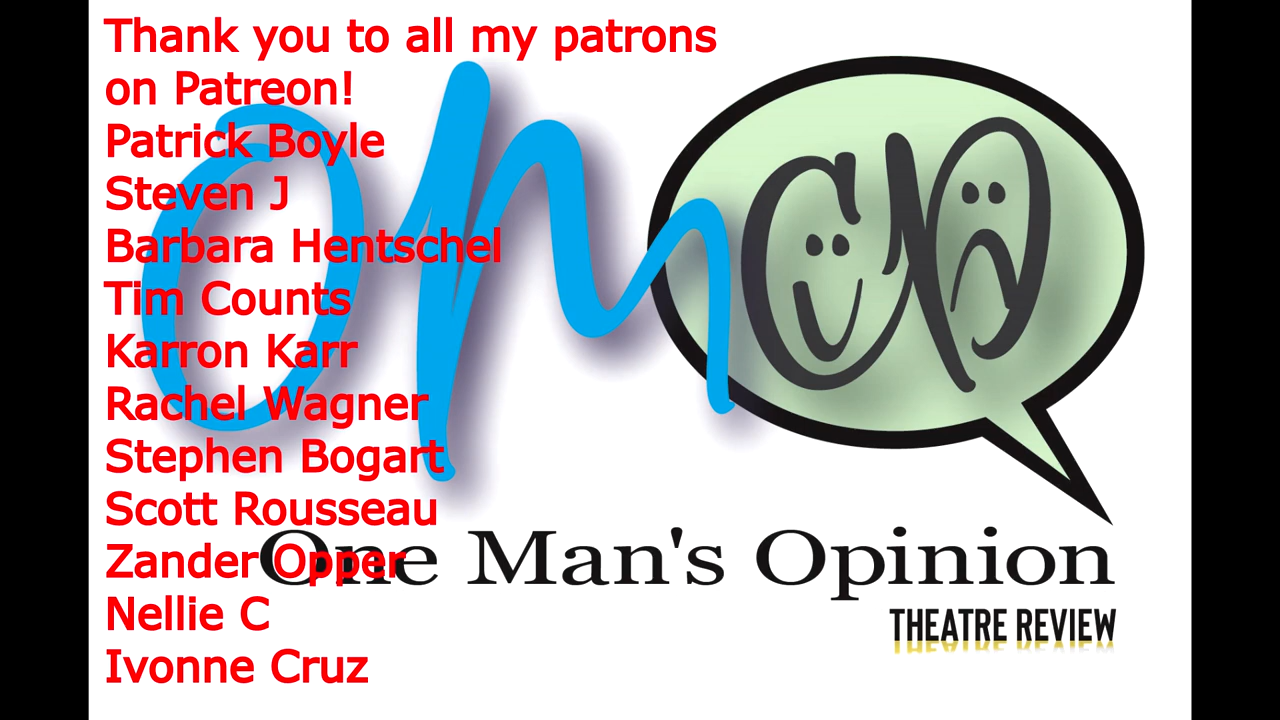 Thank you to all my patrons
on Patreon!
Patrick Boyle
Steven J
Barbara Hentschel
Tim Counts
Karron Karr
Rachel Wagner
Stephen Bogart
Scott Rousseau
Zander Opper
Nellie C
Ivonne Cruz
OM
One Man's Opinion
THEATRE REVIEW